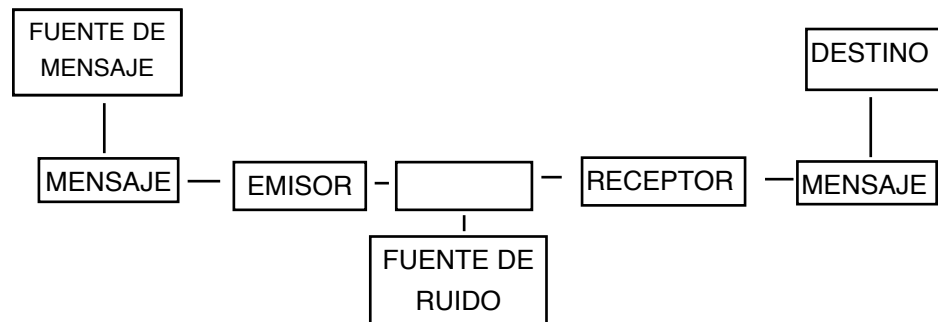 FUENTE DE
MENSAJE
DESTINO
MENSAJE
EMISOR
RECEPTOR
MENSAJE
FUENTE DE
RUIDO